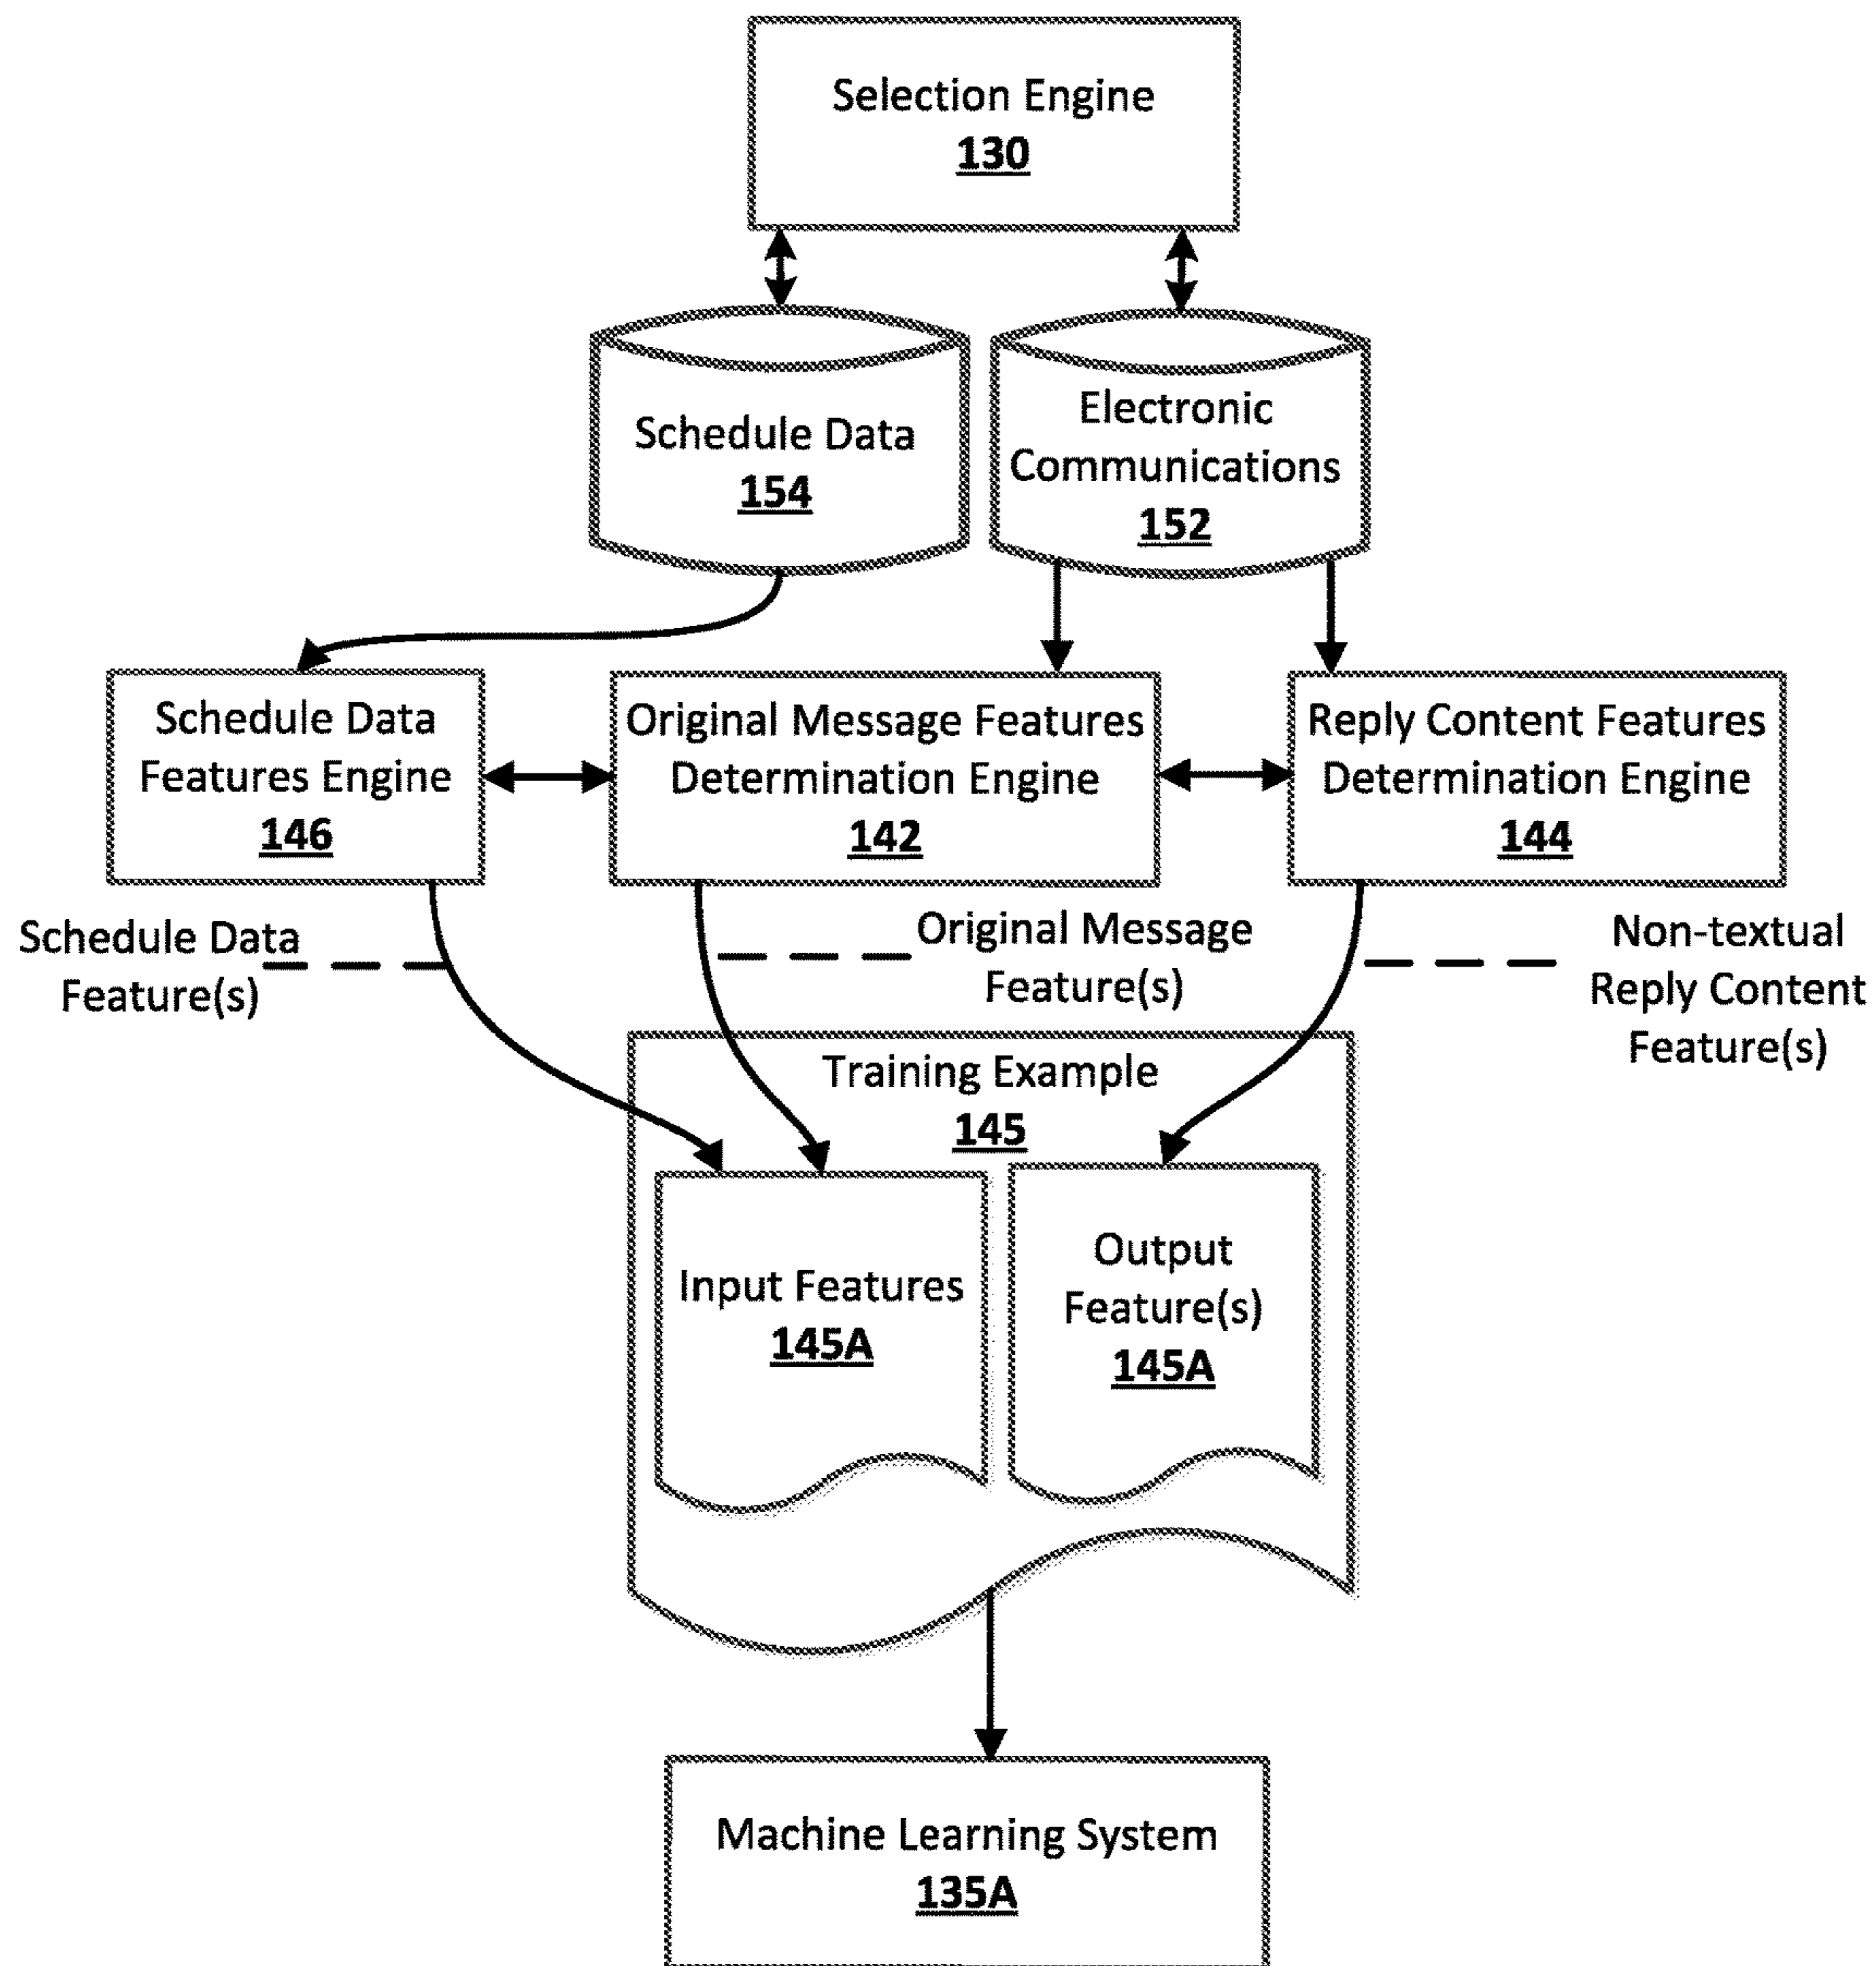 Selection Engine
130
Schedule Data
154
Electronic
Communications
152
Schedule Data
Features Engine
146
Original Message Features
Determination Engine
142
Reply Content Features
Determination Engine
144
Schedule Data
Feature(s)
Original Message
Feature(s)
Non-textual
Reply Content
Feature(s)
Training Example
145
Input Features
145A
Output
Feature(s)
145A
Machine Learning System
135A